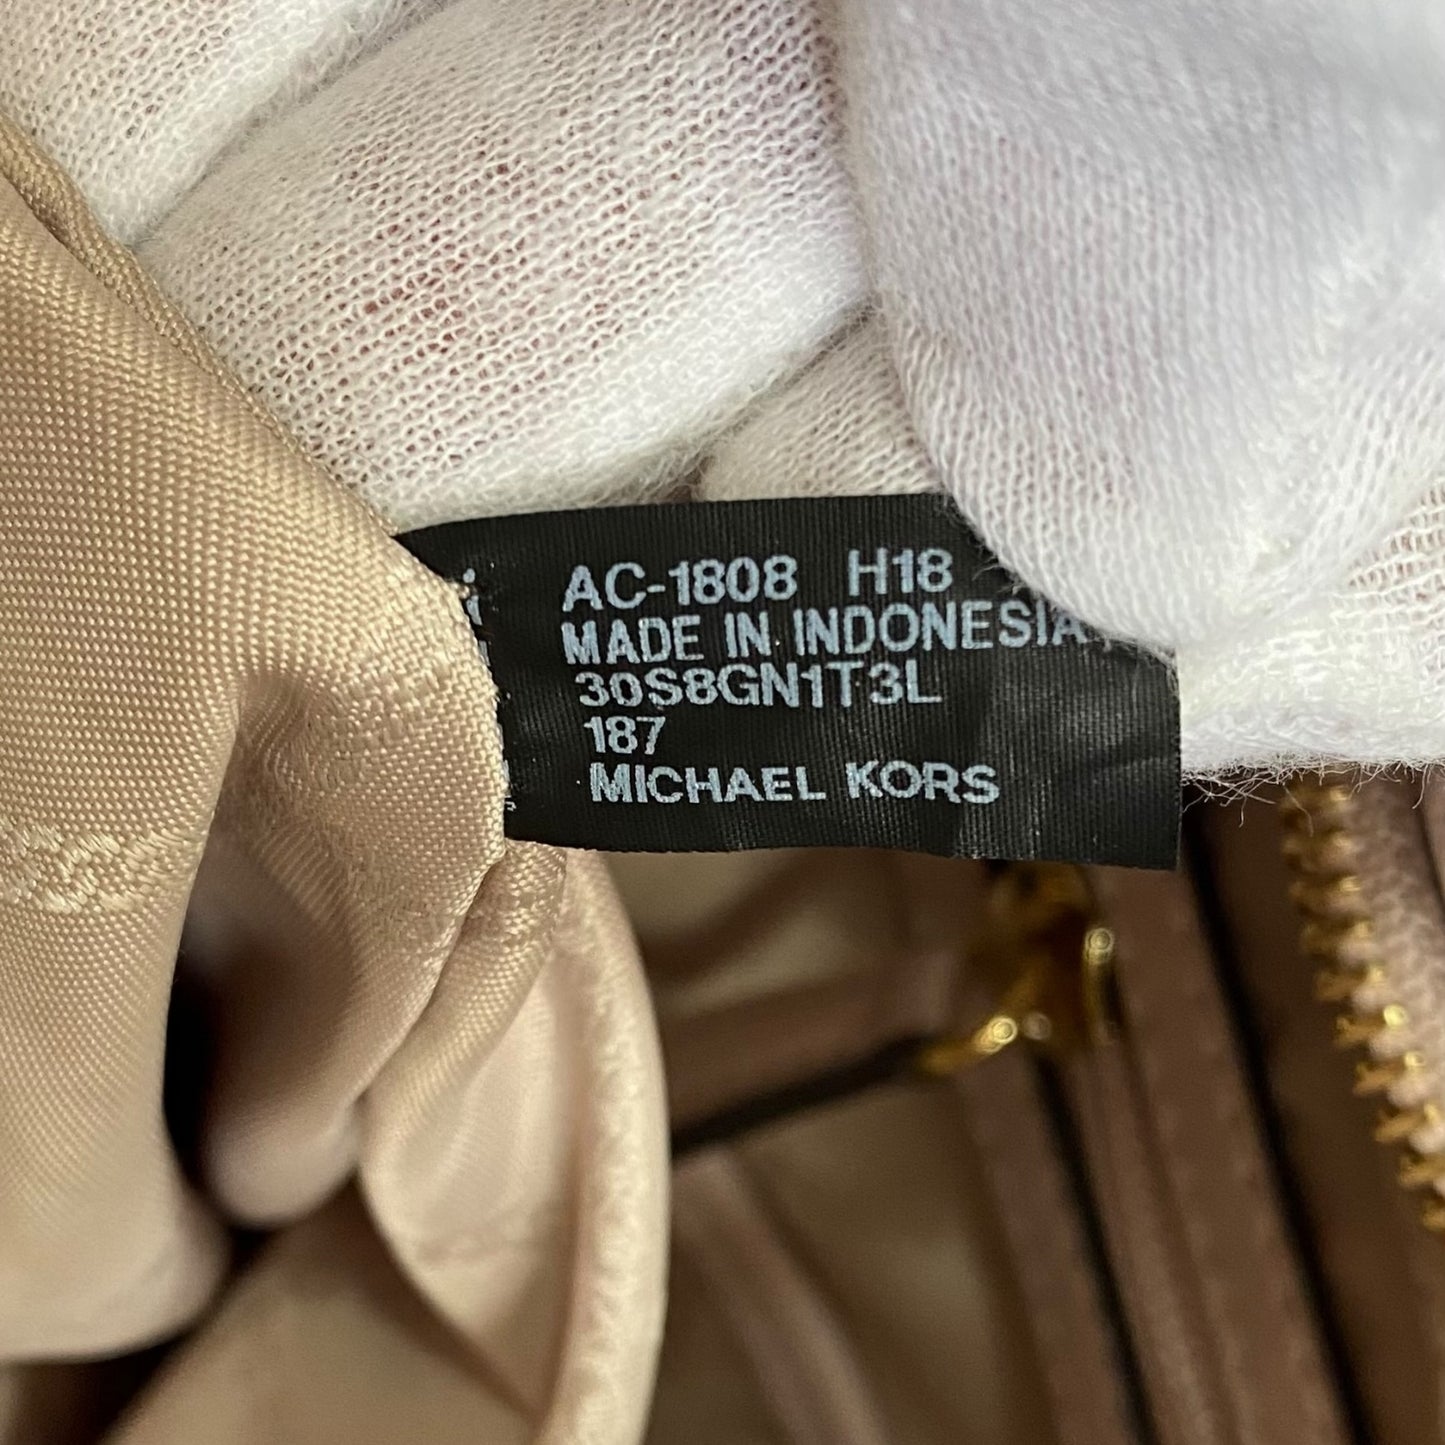 AC-1808 H18
MADE IN INDONESIA
30S8GN1T3L
187
MICHAEL KORS